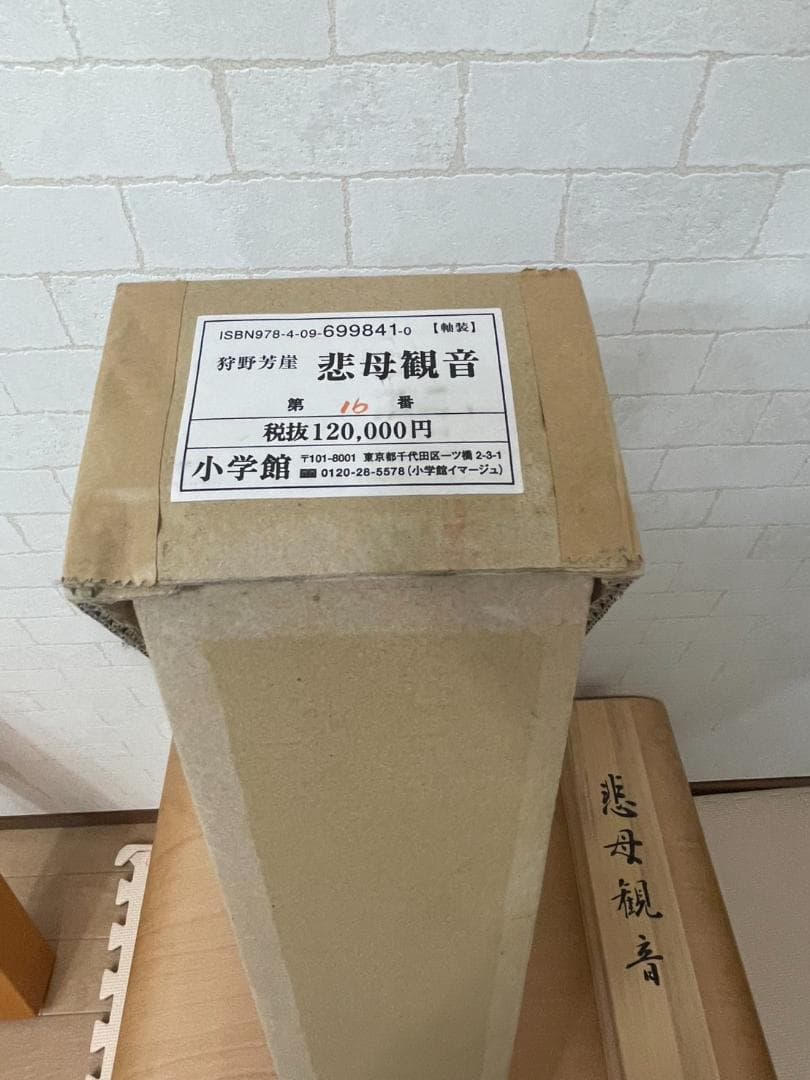 ISBN978-4-09-699841-0 【軸装】
狩野芳崖 悲母観音
第 16 番
税抜120,000円
小学館 〒101-8001 東京都千代田区一ツ橋 2-3-1
0120-28-5578(小学館イマージュ)
悲母観音